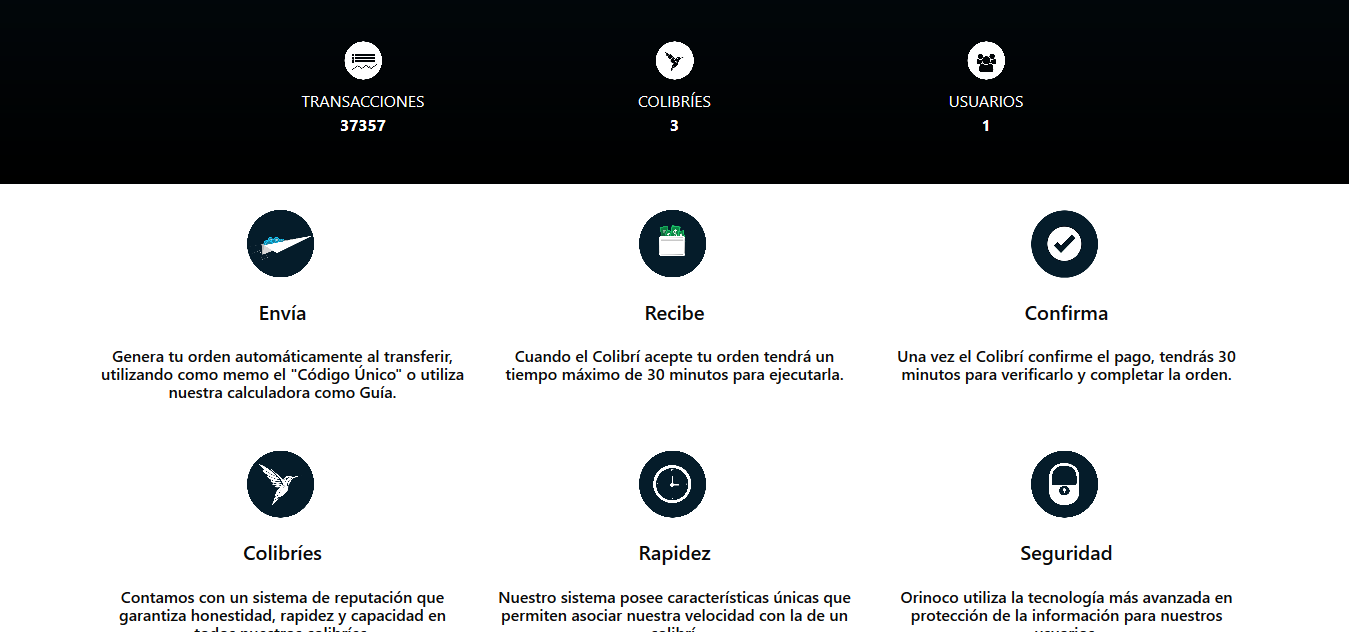 TRANSACCIONES
37357
COLIBRÍES
3
USUARIOS
1
Envía
Genera tu orden automáticamente al transferir,
utilizando como memo el "Código Único" o utiliza
nuestra calculadora como Guía.
Recibe
Cuando el Colibrí acepte tu orden tendrá un
tiempo máximo de 30 minutos para ejecutarla.
Confirma
Una vez el Colibrí confirme el pago, tendrás 30
minutos para verificarlo y completar la orden.
Colibríes
Contamos con un sistema de reputación que
garantiza honestidad, rapidez y capacidad en
todos nuestros colibríes
Rapidez
Nuestro sistema posee características únicas que
permiten asociar nuestra velocidad con la de un
colibrí
Seguridad
Orinoco utiliza la tecnología más avanzada en
protección de la información para nuestros
usuarios